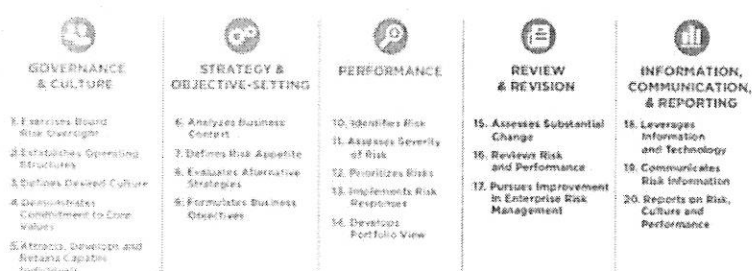 GOVERNANCE
& CULTURE
1. Exercises Board
Risk Oversight
2. Establishes Operating
Structures
3. Defines Desired Culture
4. Demonstrates
Commitment to Core
Values
5. Attracts, Develops, and
Retains Capable
Individuals
STRATEGY &
OBJECTIVE-SETTING
6. Analyzes Business
Context
7. Defines Risk Appetite
8. Evaluates Alternative
Strategies
9. Formulates Business
Objectives
PERFORMANCE
10. Identifies Risk
11. Assesses Severity
of Risk
12. Prioritizes Risks
13. Implements Risk
Responses
14. Develops
Portfolio View
REVIEW
& REVISION
15. Assesses Substantial
Change
16. Reviews Risk
and Performance
17. Pursues Improvement
in Enterprise Risk
Management
INFORMATION,
COMMUNICATION,
& REPORTING
18. Leverages
Information
and Technology
19. Communicates
Risk Information
20. Reports on Risk,
Culture and
Performance